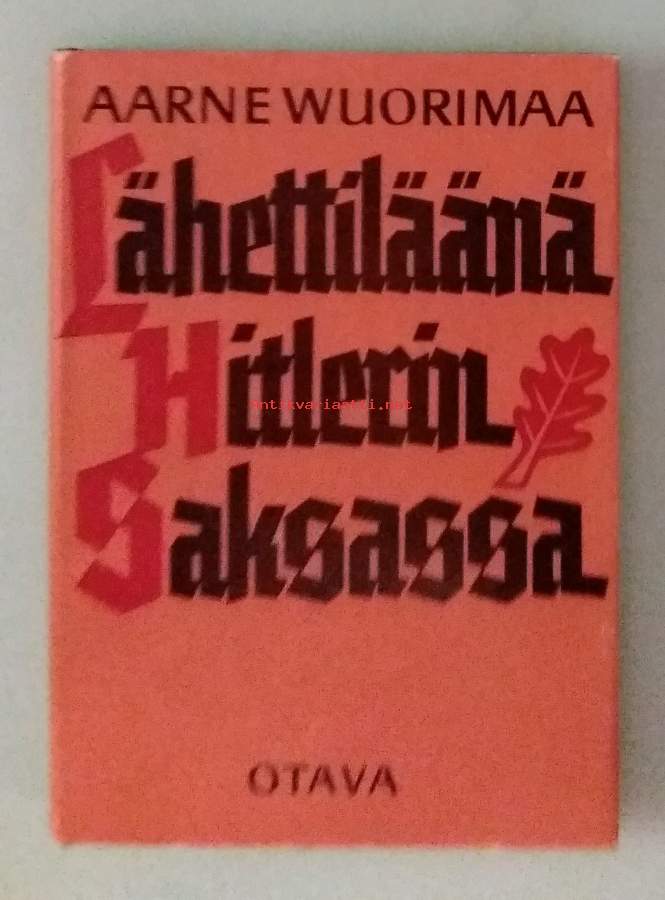 AARNE WUORIMAA
Lähettiläänä
Hitlerin
antikvariaatti.net
Saksassa
OTAVA